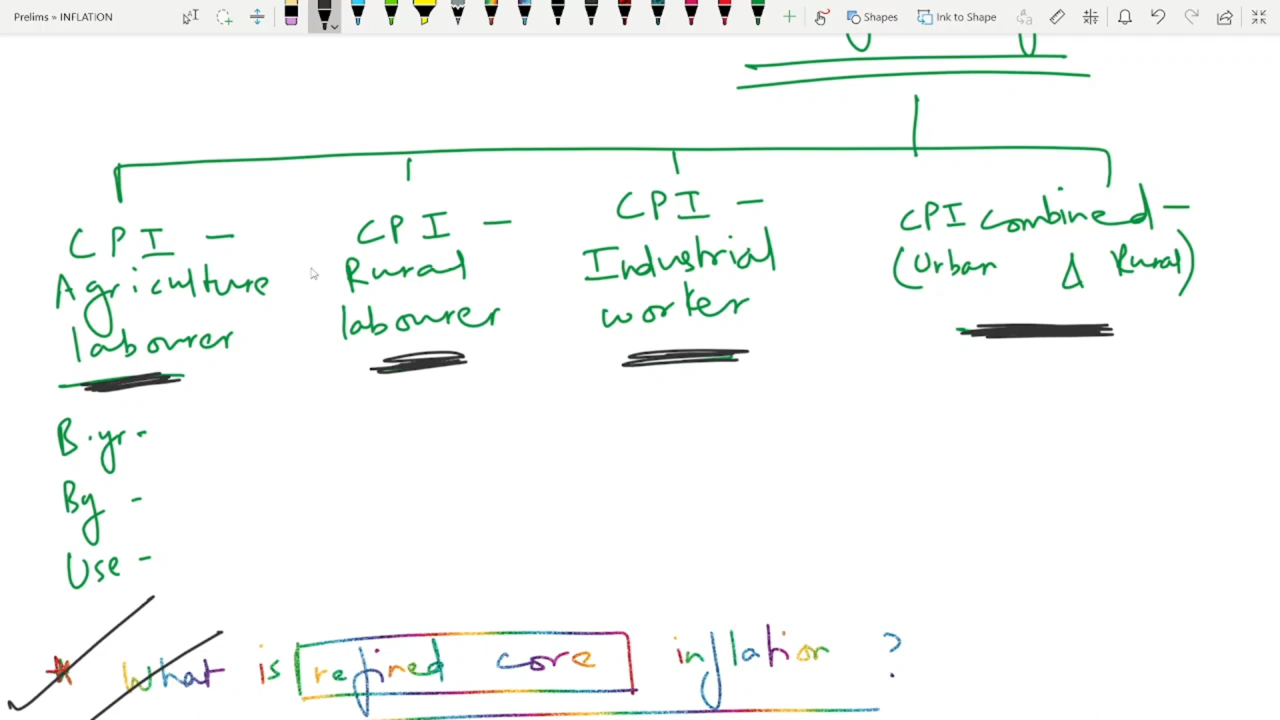 Prelims » INFLATION
Shapes
Ink to Shape
CPI -
Agriculture
labourer
CPI -
Rural
labourer
CPI -
Industrial
worker
CPI Combined -
(Urban & Rural)
B.yr -
By -
Use -
* What is refined core inflation ?